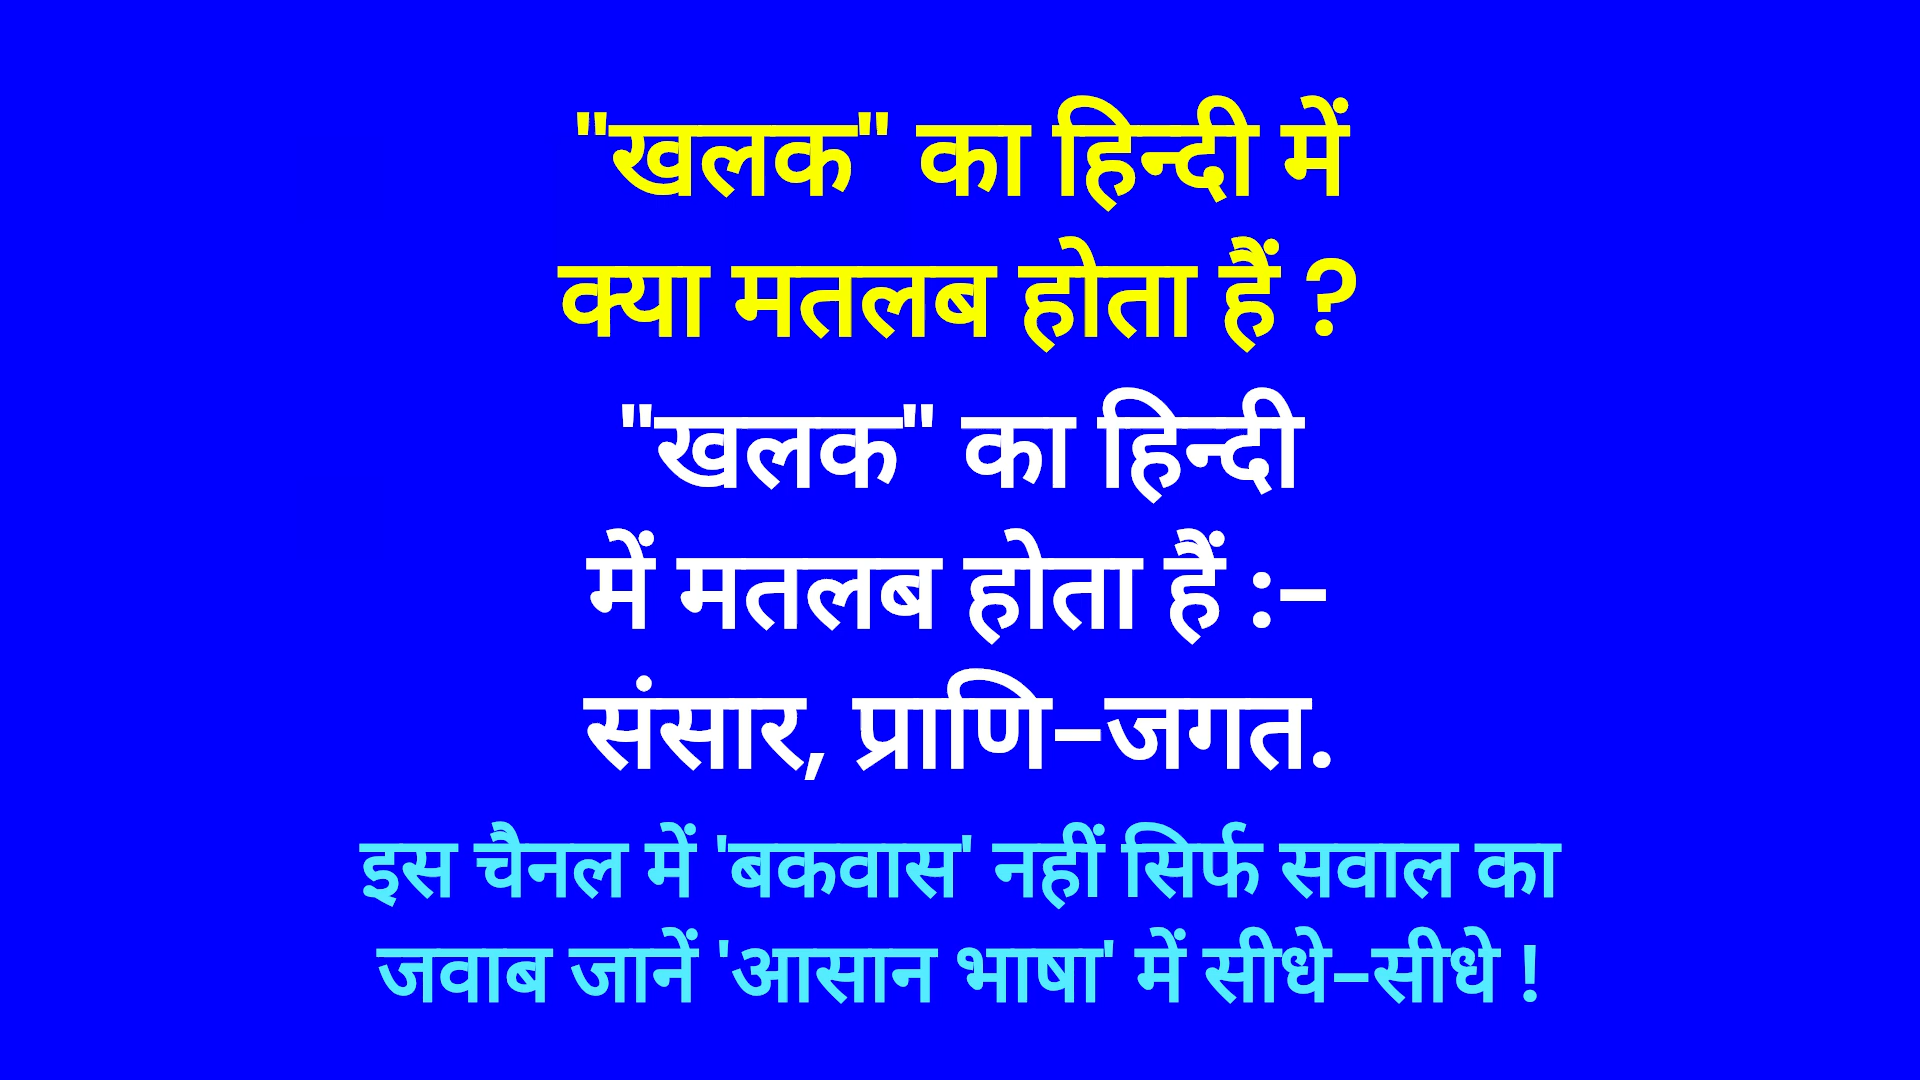 "खलक" का हिन्दी में
क्या मतलब होता हैं ?
"खलक" का हिन्दी
में मतलब होता हैं :-
संसार, प्राणि-जगत.
इस चैनल में 'बकवास' नहीं सिर्फ सवाल का
जवाब जानें 'आसान भाषा' में सीधे-सीधे !